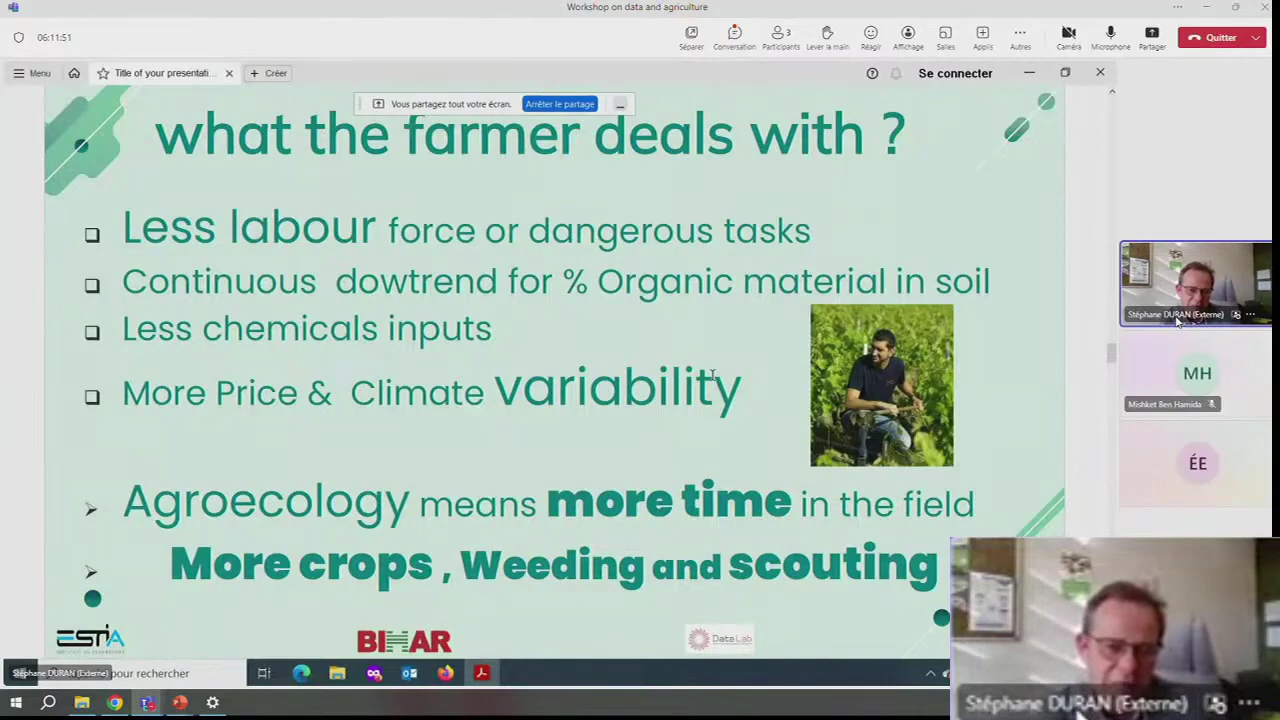 Workshop on data and agriculture
06:11:51
Séparer
Conversation
3
Participants
Lever la main
Réagir
Affichage
Salles
Applis
Autres
Caméra
Microphone
Partager
Quitter
Menu
Title of your presentati...
Créer
Se connecter
Vous partagez tout votre écran.
Arrêter le partage
what the farmer deals with ?
Less labour force or dangerous tasks
Continuous dowtrend for % Organic material in soil
Less chemicals inputs
More Price & Climate variability
Agroecology means more time in the field
More crops , Weeding and scouting
ESTIA
BIHAR
DataLab
Stéphane DURAN (Externe)
MH
Mishket Ben Hamida
ÉE
Stéphane DURAN (Externe)
pour rechercher
Stéphane DURAN (Externe)